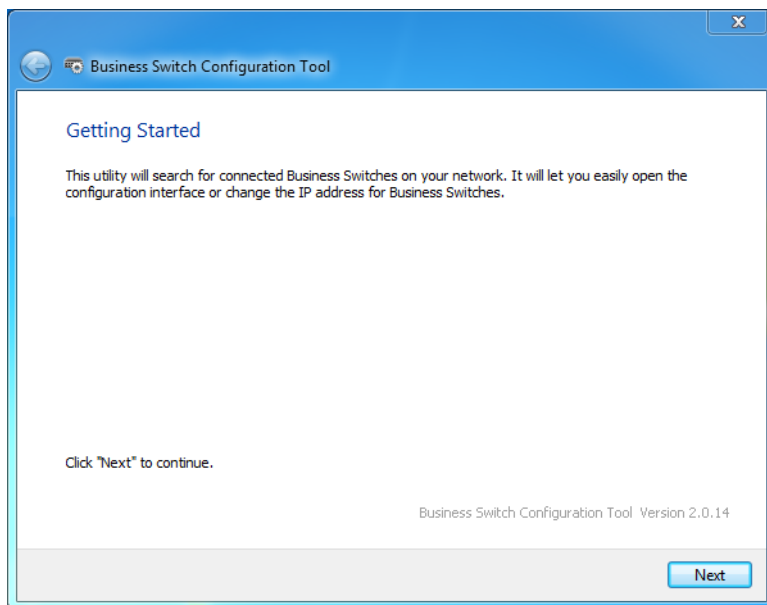 X
Business Switch Configuration Tool
Getting Started
This utility will search for connected Business Switches on your network. It will let you easily open the
configuration interface or change the IP address for Business Switches.
Click "Next" to continue.
Business Switch Configuration Tool Version 2.0.14
Next